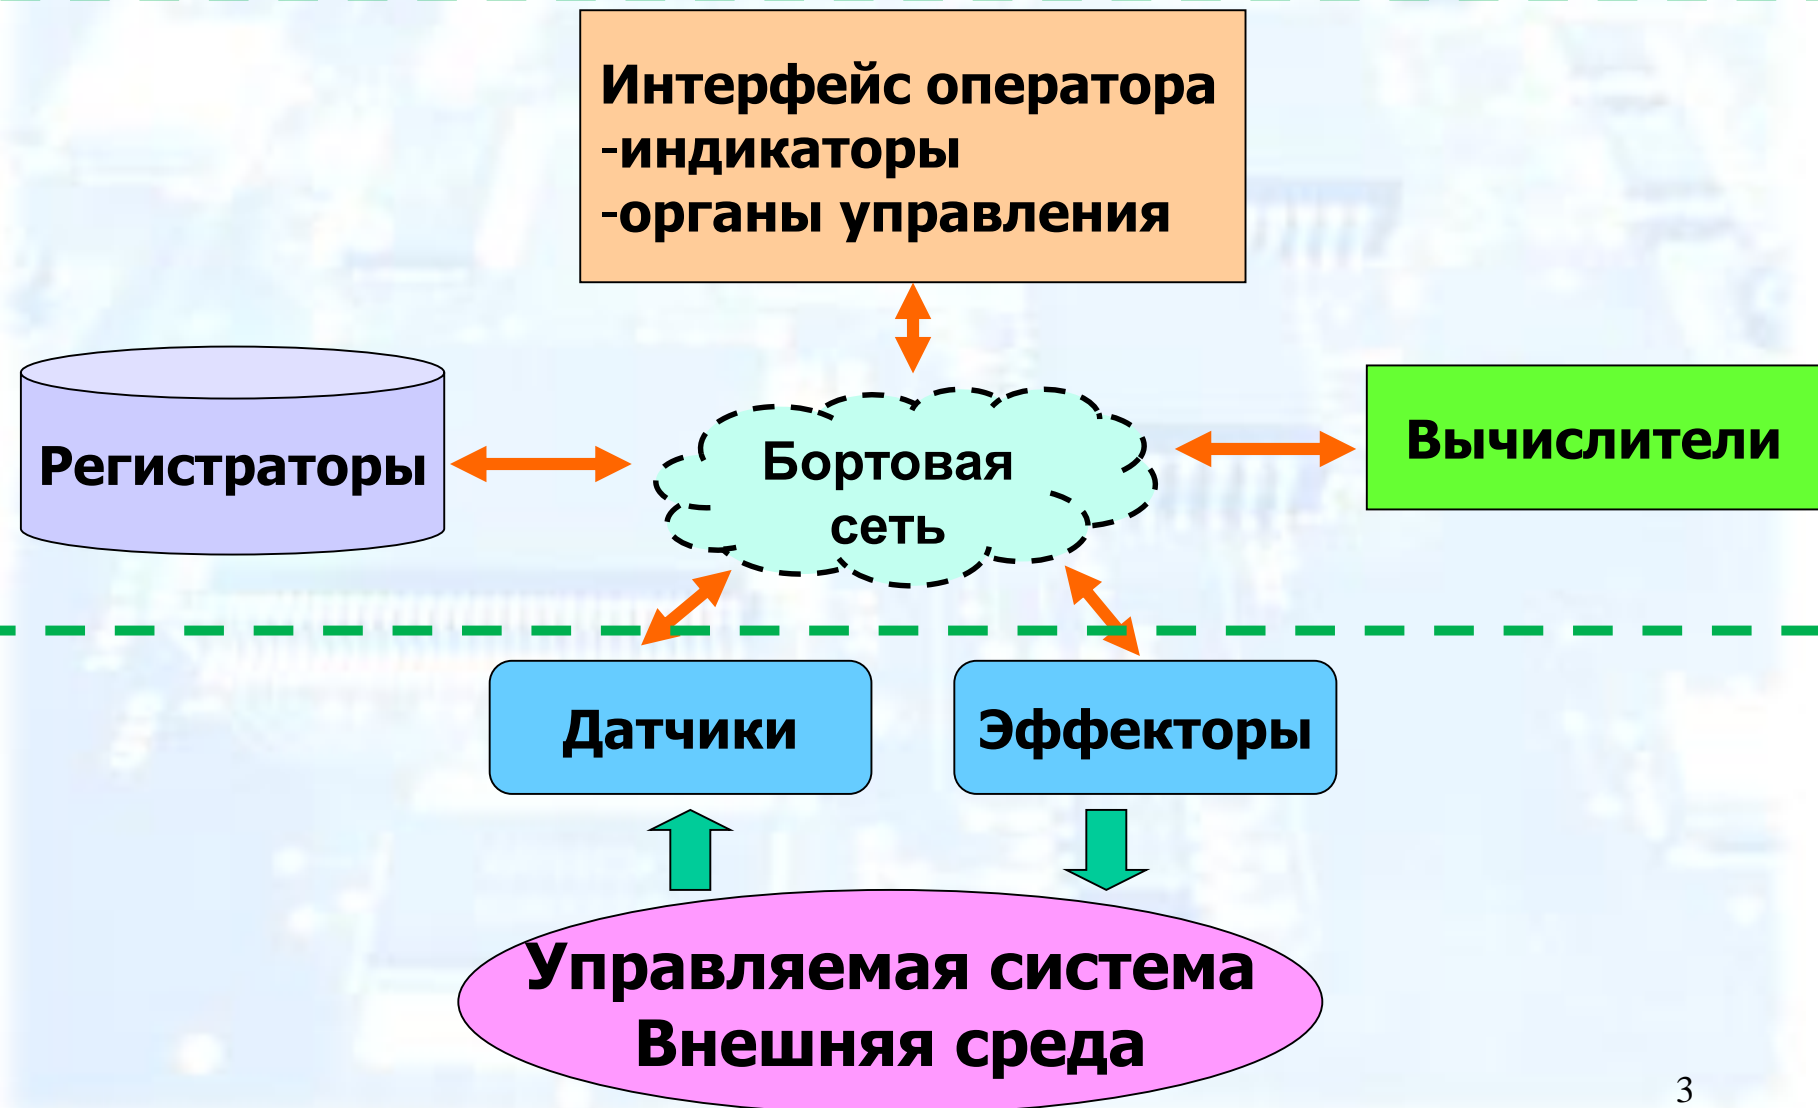 Интерфейс оператора
-индикаторы
-органы управления
Регистраторы
Бортовая
сеть
Вычислители
Датчики
Эффекторы
Управляемая система
Внешняя среда
3